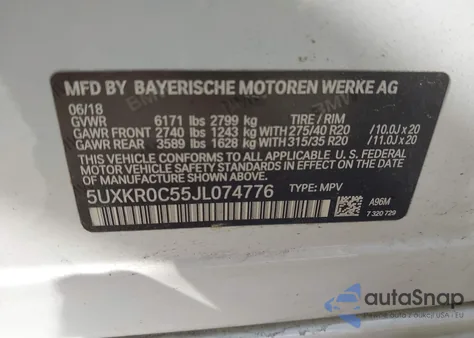 MFD BY BAYERISCHE MOTOREN WERKE AG
06/18
GVWR 6171 lbs 2799 kg TIRE / RIM
GAWR FRONT 2740 lbs 1243 kg W/ 275/40 R20 /10.0J x 20
GAWR REAR 3589 lbs 1628 kg W/ 315/35 R20 /11.0J x 20
THIS VEHICLE CONFORMS TO ALL APPLICABLE U.S. FEDERAL
MOTOR VEHICLE SAFETY STANDARDS IN EFFECT
ON THE DATE OF MANUFACTURE SHOWN ABOVE.
5UXKR0C55JL074776 TYPE: MPV
A96M
7 320 729
autoSnap